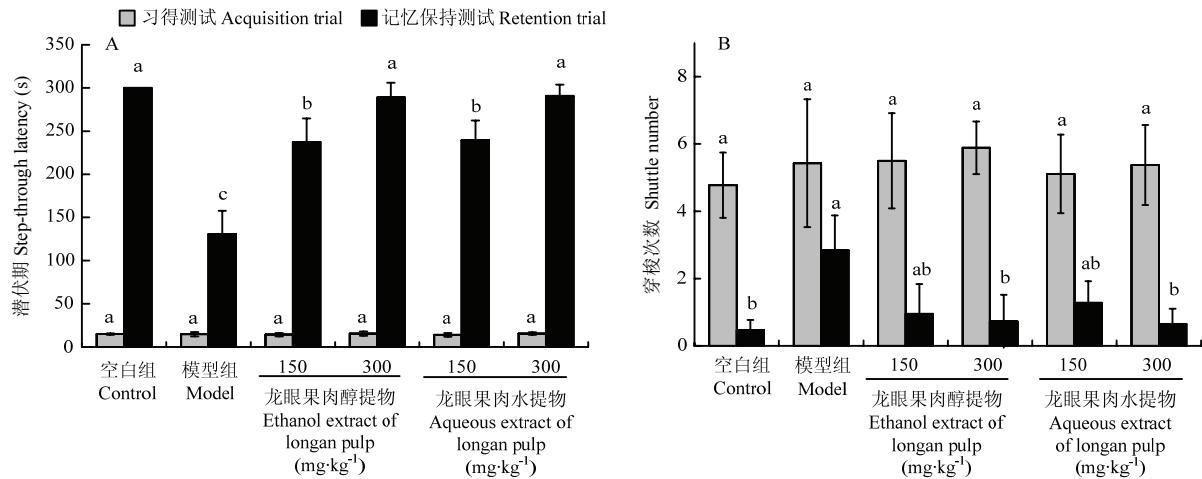 习得测试 Acquisition trial 记忆保持测试 Retention trial
A
潜伏期 Step-through latency (s)
350
300
250
200
150
100
50
0
a
a
a
c
a
b
a
a
a
b
a
a
空白组
Control
模型组
Model
150
300
龙眼果肉醇提物
Ethanol extract of
longan pulp
(mg·kg⁻¹)
150
300
龙眼果肉水提物
Aqueous extract of
longan pulp
(mg·kg⁻¹)
B
穿梭次数 Shuttle number
8
6
4
2
0
a
b
a
a
a
ab
a
b
a
ab
a
b
空白组
Control
模型组
Model
150
300
龙眼果肉醇提物
Ethanol extract of
longan pulp
(mg·kg⁻¹)
150
300
龙眼果肉水提物
Aqueous extract
of longan pulp
(mg·kg⁻¹)